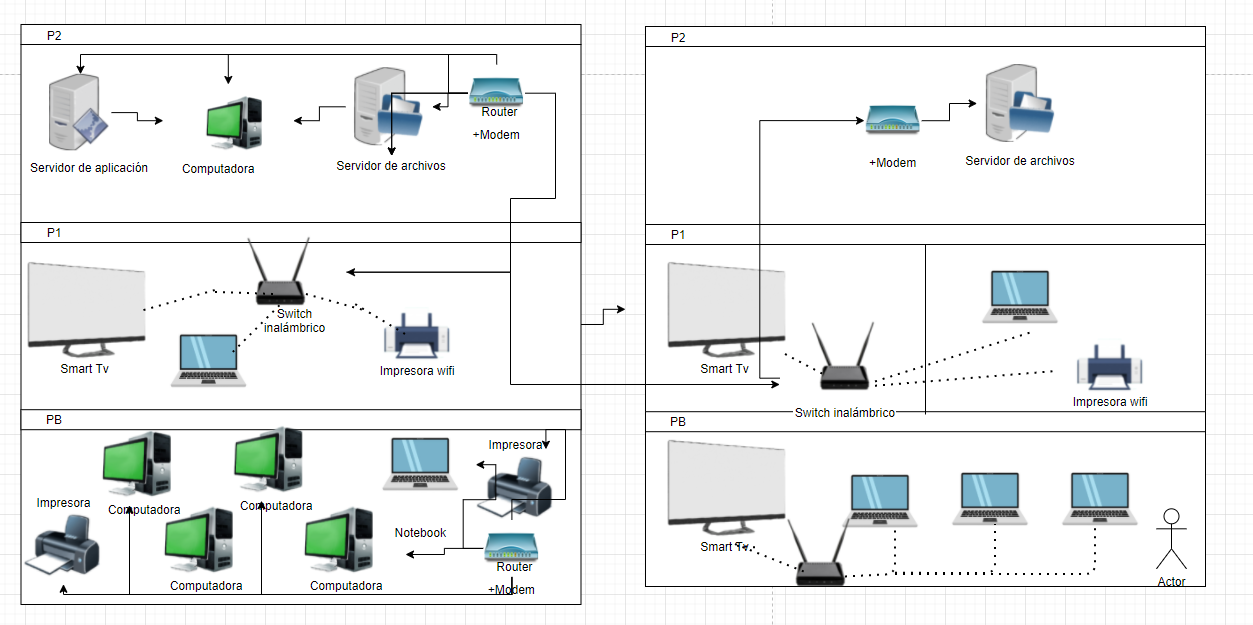 P2
Servidor de aplicación
Computadora
Servidor de archivos
Router
+Modem
P1
Smart Tv
Switch
inalámbrico
Impresora wifi
PB
Impresora
Computadora
Computadora
Computadora
Computadora
Notebook
Impresora
Router
+Modem
P2
+Modem
Servidor de archivos
P1
Smart Tv
Switch inalámbrico
Impresora wifi
PB
Smart Tv
Actor